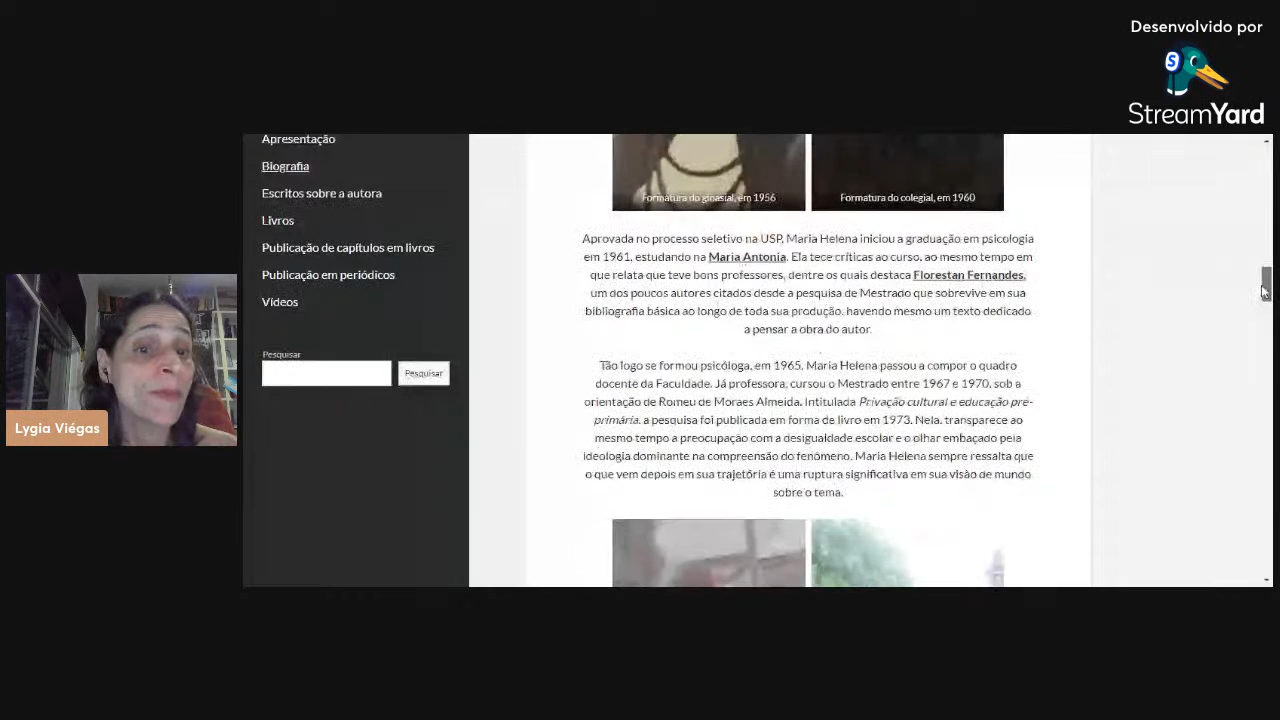 Desenvolvido por
StreamYard
Apresentação
Biografia
Escritos sobre a autora
Livros
Publicação de capítulos em livros
Publicação em periódicos
Vídeos
Pesquisar
Pesquisar
Lygia Viégas
Formatura do ginasial, em 1956
Formatura do colegial, em 1960
Aprovada no processo seletivo na USP, Maria Helena iniciou a graduação em psicologia
em 1961, estudando na Maria Antonia. Ela tece críticas ao curso, ao mesmo tempo em
que relata que teve bons professores, dentre os quais destaca Florestan Fernandes,
um dos poucos autores citados desde a pesquisa de Mestrado que sobrevive em sua
bibliografia básica ao longo de toda sua produção, havendo mesmo um texto dedicado
a pensar a obra do autor.
Tão logo se formou psicóloga, em 1965, Maria Helena passou a compor o quadro
docente da Faculdade. Já professora, cursou o Mestrado entre 1967 e 1970, sob a
orientação de Romeu de Moraes Almeida. Intitulada Privação cultural e educação pré-
primária, a pesquisa foi publicada em forma de livro em 1973. Nela, transparece ao
mesmo tempo a preocupação com a desigualdade escolar e o olhar embaçado pela
ideologia dominante na compreensão do fenômeno. Maria Helena sempre ressalta que
o que vem depois em sua trajetória é uma ruptura significativa em sua visão de mundo
sobre o tema.